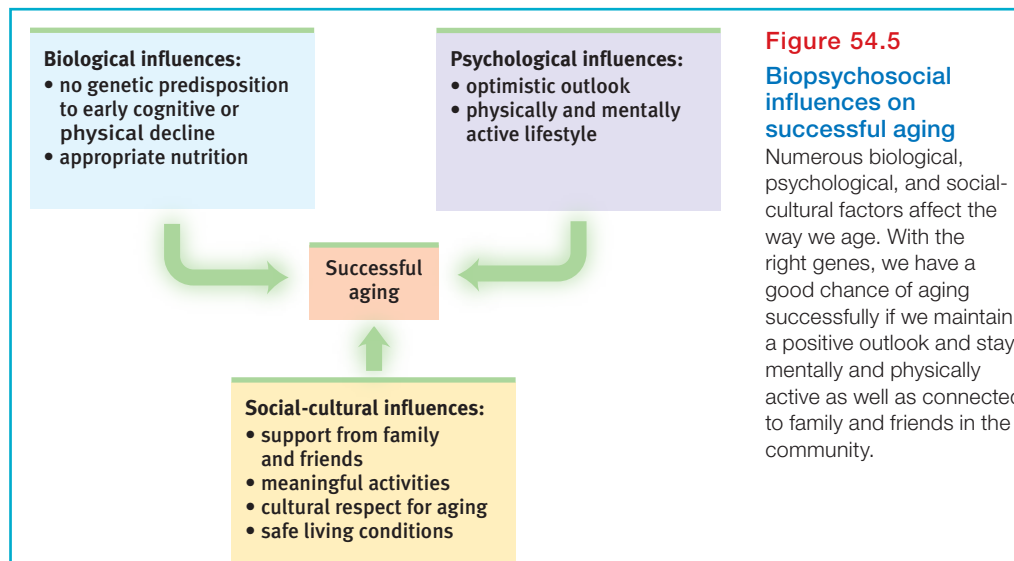 Biological influences:
• no genetic predisposition
to early cognitive or
physical decline
• appropriate nutrition
Psychological influences:
• optimistic outlook
• physically and mentally
active lifestyle
Successful
aging
Social-cultural influences:
• support from family
and friends
• meaningful activities
• cultural respect for aging
• safe living conditions
Figure 54.5
Biopsychosocial
influences on
successful aging
Numerous biological,
psychological, and social-
cultural factors affect the
way we age. With the
right genes, we have a
good chance of aging
successfully if we maintain
a positive outlook and stay
mentally and physically
active as well as connected
to family and friends in the
community.